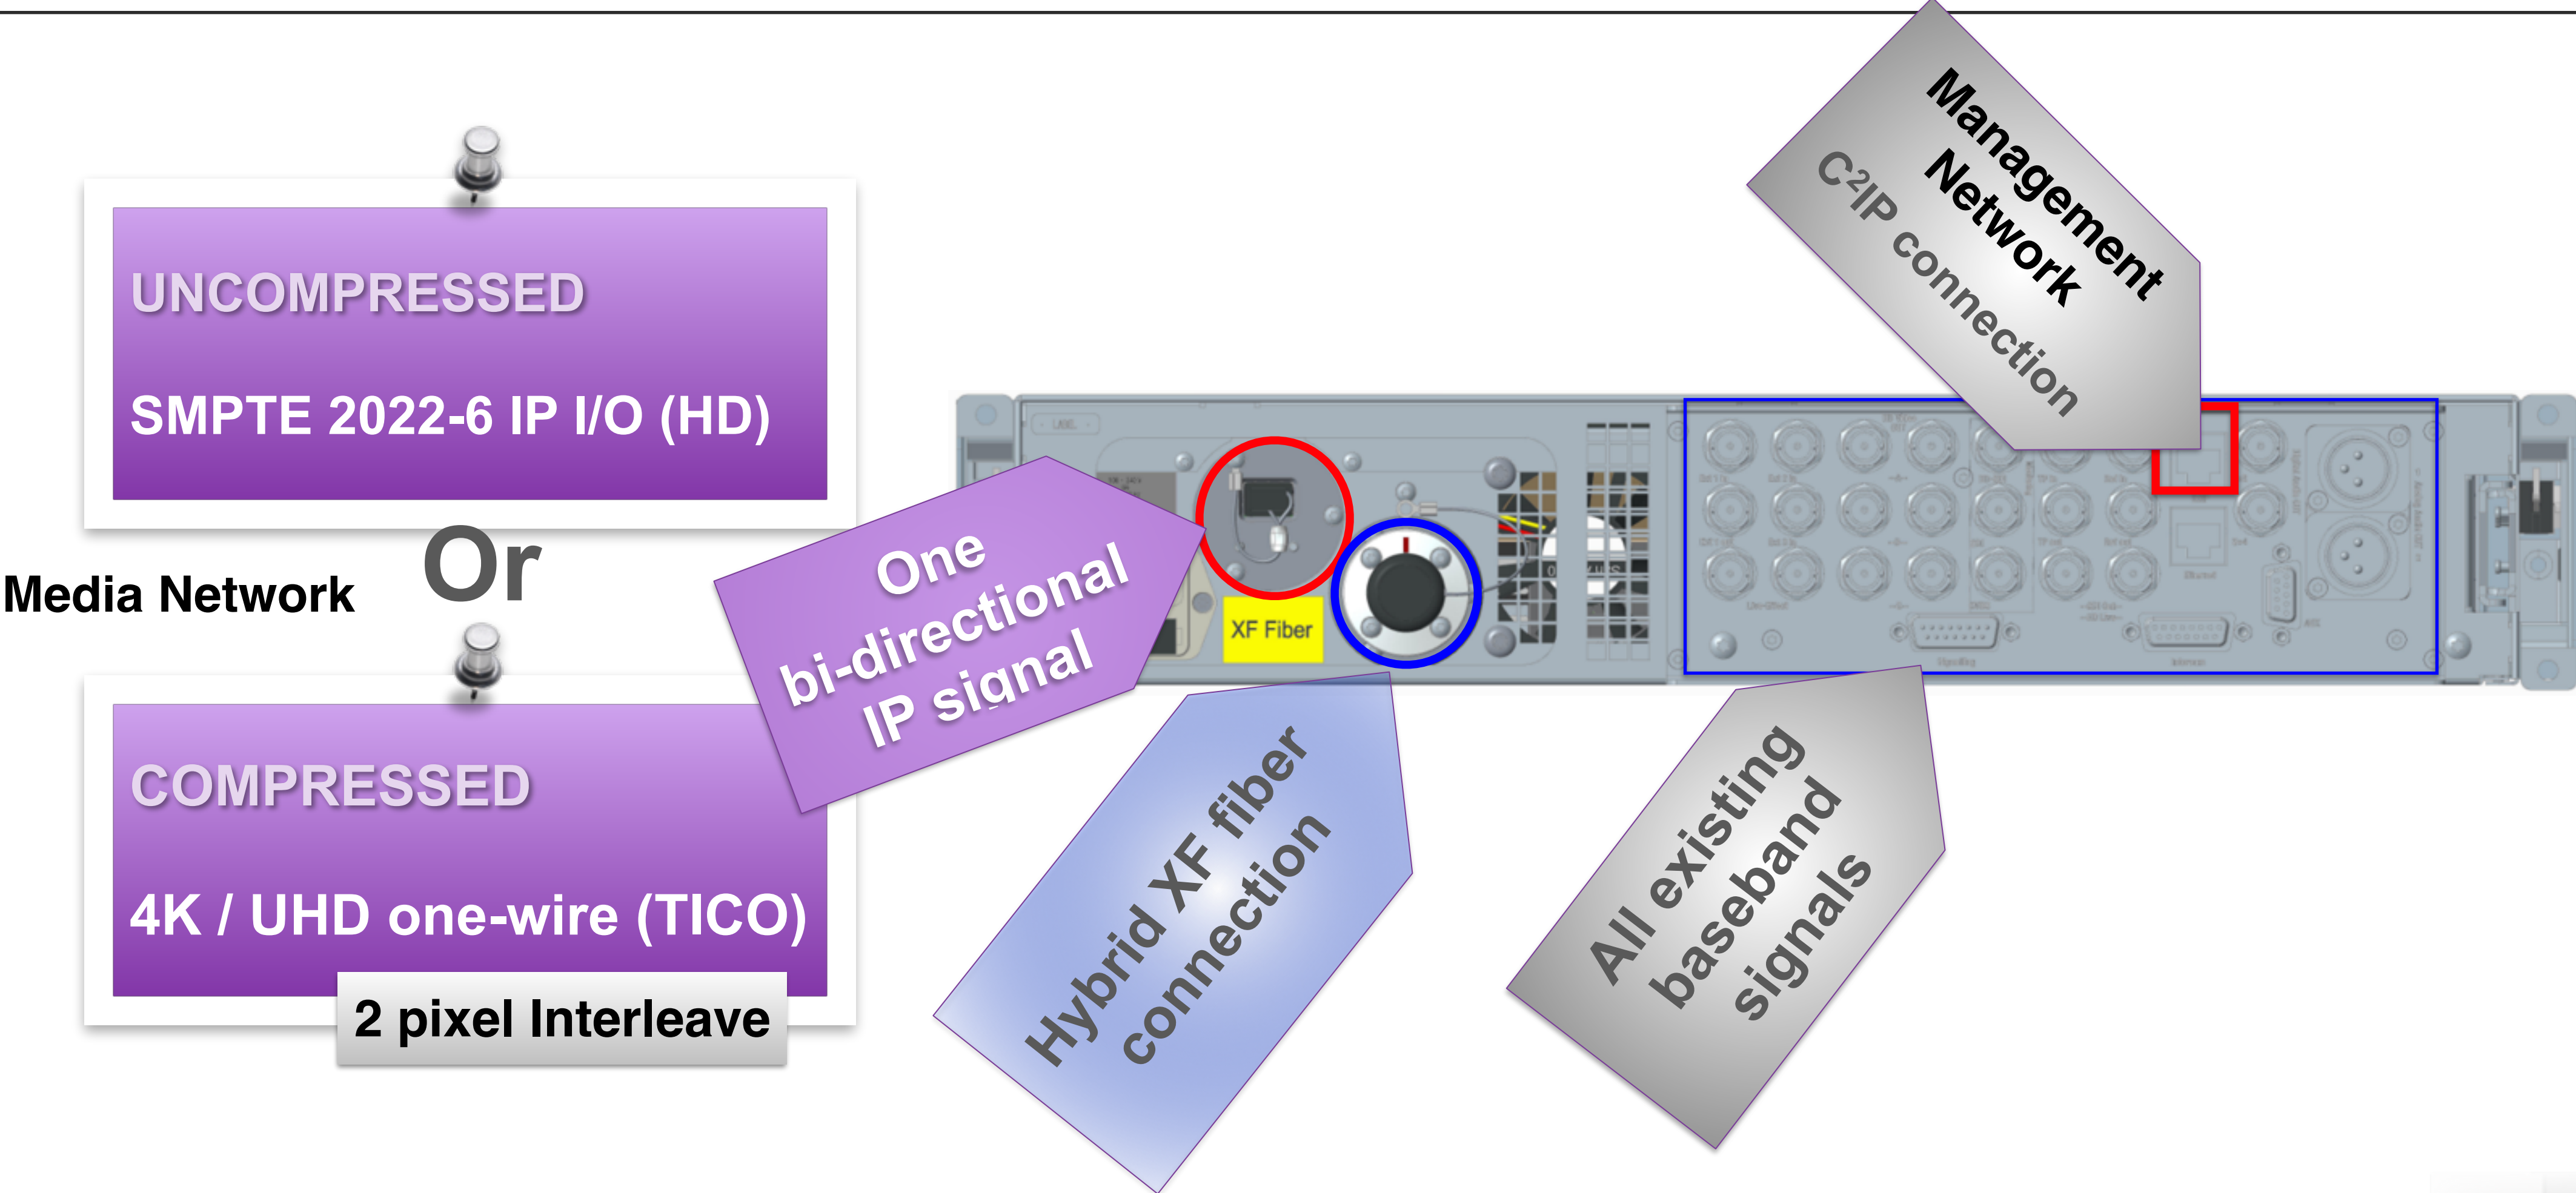 Management
Network
C²IP connection
UNCOMPRESSED
SMPTE 2022-6 IP I/O (HD)
Or
Media Network
COMPRESSED
4K / UHD one-wire (TICO)
2 pixel Interleave
One
bi-directional
IP signal
LABEL
XF Fiber
Hybrid XF fiber
connection
All existing
baseband
signals